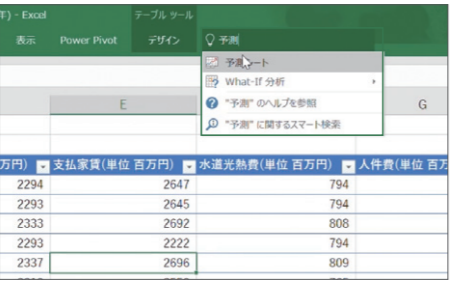 F) - Excel
テーブル ツール
表示 Power Pivot デザイン 予測
予測シート
What-If 分析
"予測" のヘルプを参照
"予測" に関するスマート検索
E G
万円) 支払家賃(単位 百万円) 水道光熱費(単位 百万円) 人件費(単位 百万
2294 2647 794
2293 2645 794
2333 2692 808
2293 2222 794
2337 2696 809